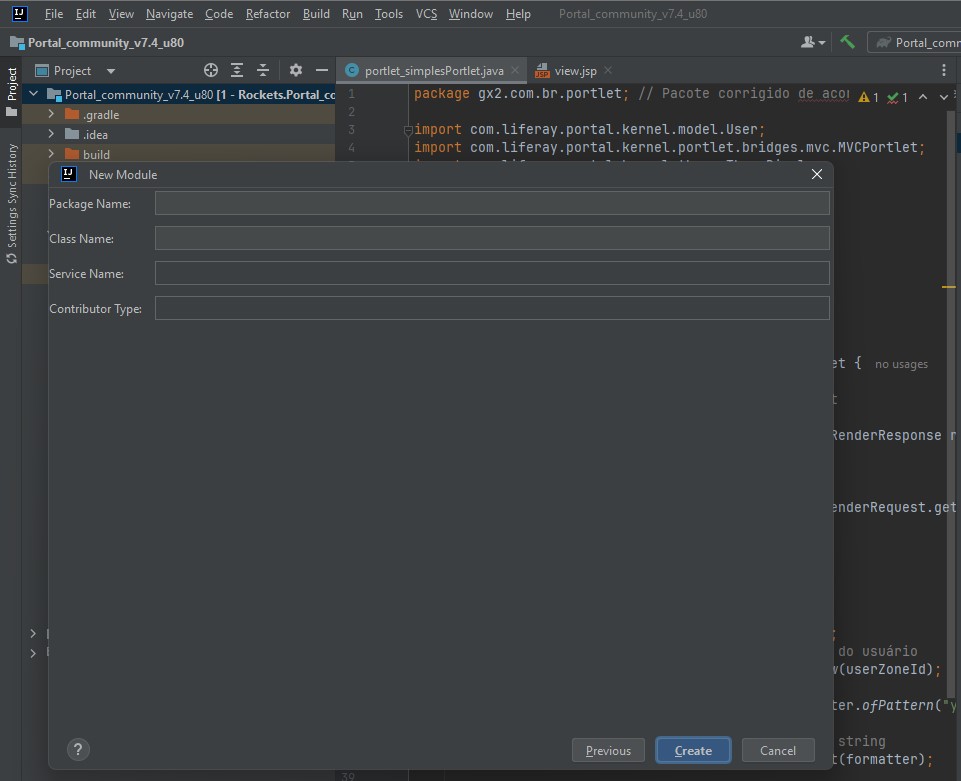 IJ File Edit View Navigate Code Refactor Build Run Tools VCS Window Help Portal_community_v7.4_u80
Portal_community_v7.4_u80
Project
portlet_simplesPortlet.java
JSP view.jsp
Portal_community_v7.4_u80 [1 - Rockets.Portal_cc
.gradle
.idea
build
Project
Settings Sync History
1 package gx2.com.br.portlet; // Pacote corrigido de
1 1
2
3 import com.liferay.portal.kernel.model.User;
4 import com.liferay.portal.kernel.portlet.bridges.mvc.MVCPortlet;
IJ New Module
Package Name:
Class Name:
Service Name:
Contributor Type:
et { no usages
t
RenderResponse r
enderRequest.get
;
do usuário
w(userZoneId);
ter.ofPattern("y
string
t(formatter);
39
?
Previous
Create
Cancel